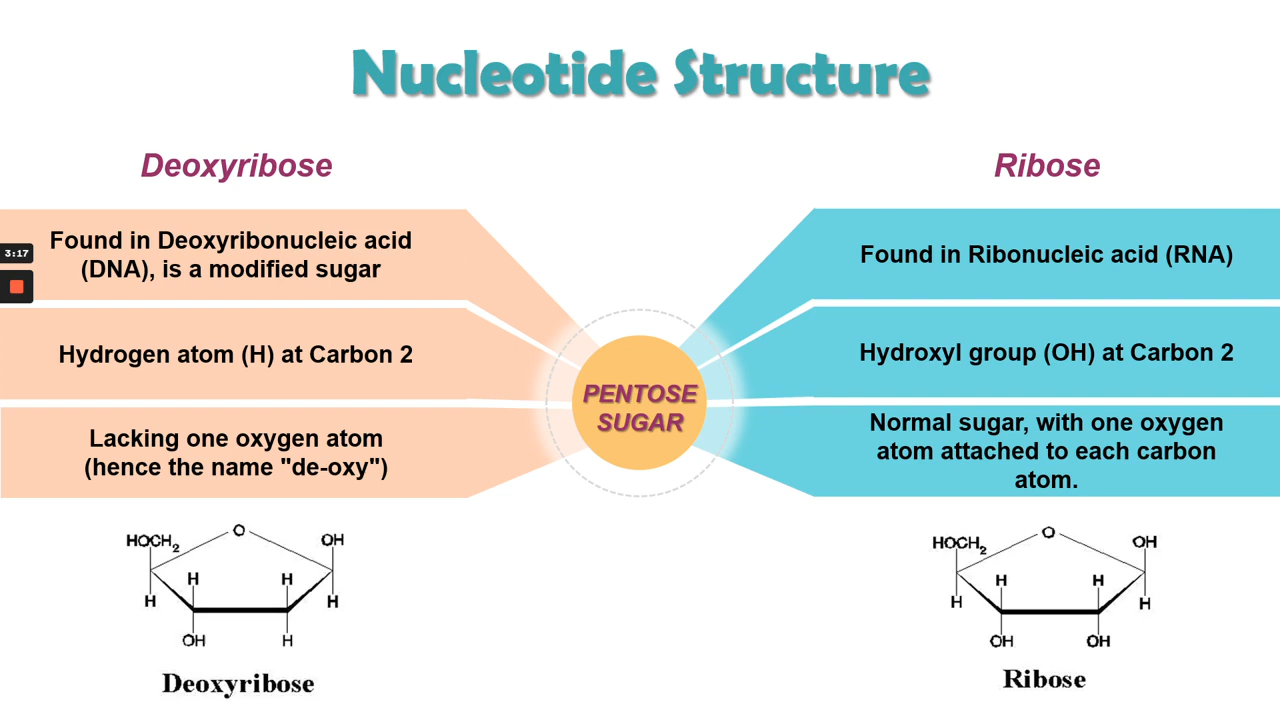 Nucleotide Structure
Deoxyribose
Found in Deoxyribonucleic acid
(DNA), is a modified sugar
Hydrogen atom (H) at Carbon 2
Lacking one oxygen atom
(hence the name "de-oxy")
3:17
PENTOSE
SUGAR
Ribose
Found in Ribonucleic acid (RNA)
Hydroxyl group (OH) at Carbon 2
Normal sugar, with one oxygen
atom attached to each carbon
atom.
O
HOCH2 OH
H H
H H
OH H
Deoxyribose
O
HOCH2 OH
H H
H H
OH OH
Ribose